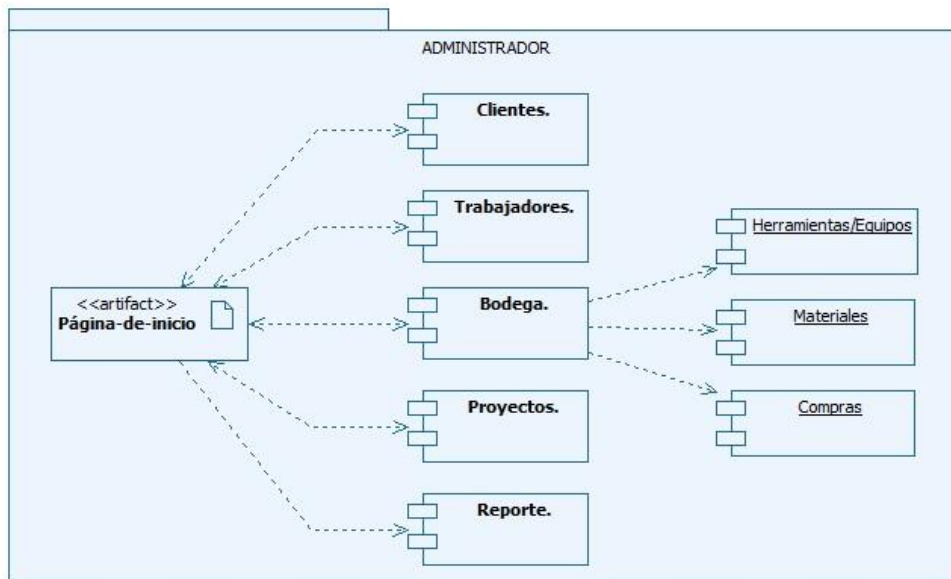 ADMINISTRADOR
Clientes.
Trabajadores.
Herramientas/Equipos
<<artifact>>
Página-de-inicio
Bodega.
Materiales
Proyectos.
Compras
Reporte.